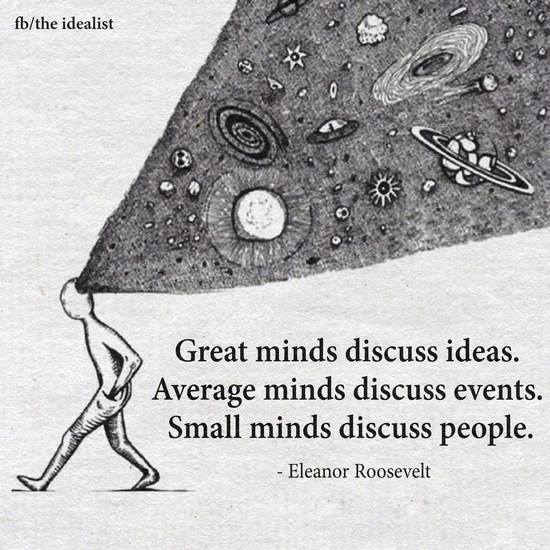 fb/the idealist
Great minds discuss ideas.
Average minds discuss events.
Small minds discuss people.
- Eleanor Roosevelt